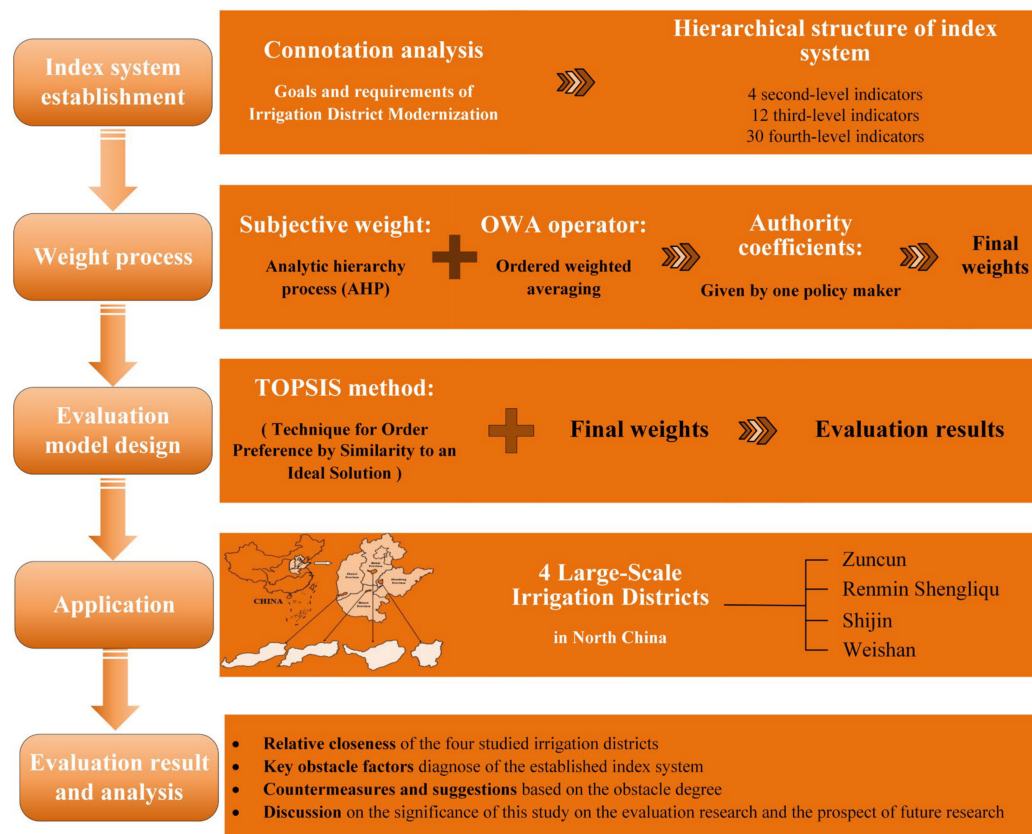 Index system
establishment
Connotation analysis
Goals and requirements of
Irrigation District Modernization
Hierarchical structure of index
system
4 second-level indicators
12 third-level indicators
30 fourth-level indicators
Weight process
Subjective weight:
Analytic hierarchy
process (AHP)
OWA operator:
Ordered weighted
averaging
Authority
coefficients:
Given by one policy maker
Final
weights
Evaluation
model design
TOPSIS method:
( Technique for Order
Preference by Similarity to an
Ideal Solution )
Final weights
Evaluation results
Application
CHINA
4 Large-Scale
Irrigation Districts
in North China
Zuncun
Renmin Shengliqu
Shijin
Weishan
Evaluation result
and analysis
• Relative closeness of the four studied irrigation districts
• Key obstacle factors diagnose of the established index system
• Countermeasures and suggestions based on the obstacle degree
• Discussion on the significance of this study on the evaluation research and the prospect of future research